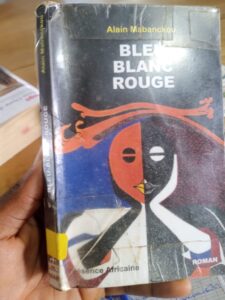 Alain Mabanckou
BLEU
BLANC
ROUGE
ROMAN
Présence Africaine